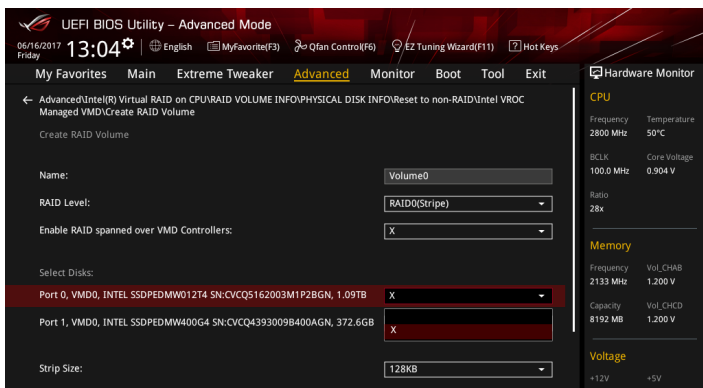 UEFI BIOS Utility – Advanced Mode
06/16/2017 Friday 13:04 English MyFavorite(F3) Qfan Control(F6) EZ Tuning Wizard(F11) ? Hot Keys
My Favorites Main Extreme Tweaker Advanced Monitor Boot Tool Exit
Advanced\Intel(R) Virtual RAID on CPU\RAID VOLUME INFO\PHYSICAL DISK INFO\Reset to non-RAID\Intel VROC
Managed VMD\Create RAID Volume
Create RAID Volume
Name: Volume0
RAID Level: RAID0(Stripe)
Enable RAID spanned over VMD Controllers: X
Select Disks:
Port 0, VMD0, INTEL SSDPEDMW012T4 SN:CVCQ5162003M1P2BGN, 1.09TB X
Port 1, VMD0, INTEL SSDPEDMW400G4 SN:CVCQ4393009B400AGN, 372.6GB
X
Strip Size: 128KB
Hardware Monitor
CPU
Frequency Temperature
2800 MHz 50°C
BCLK Core Voltage
100.0 MHz 0.904 V
Ratio
28x
Memory
Frequency Vol_CHAB
2133 MHz 1.200 V
Capacity Vol_CHCD
8192 MB 1.200 V
Voltage
+12V +5V